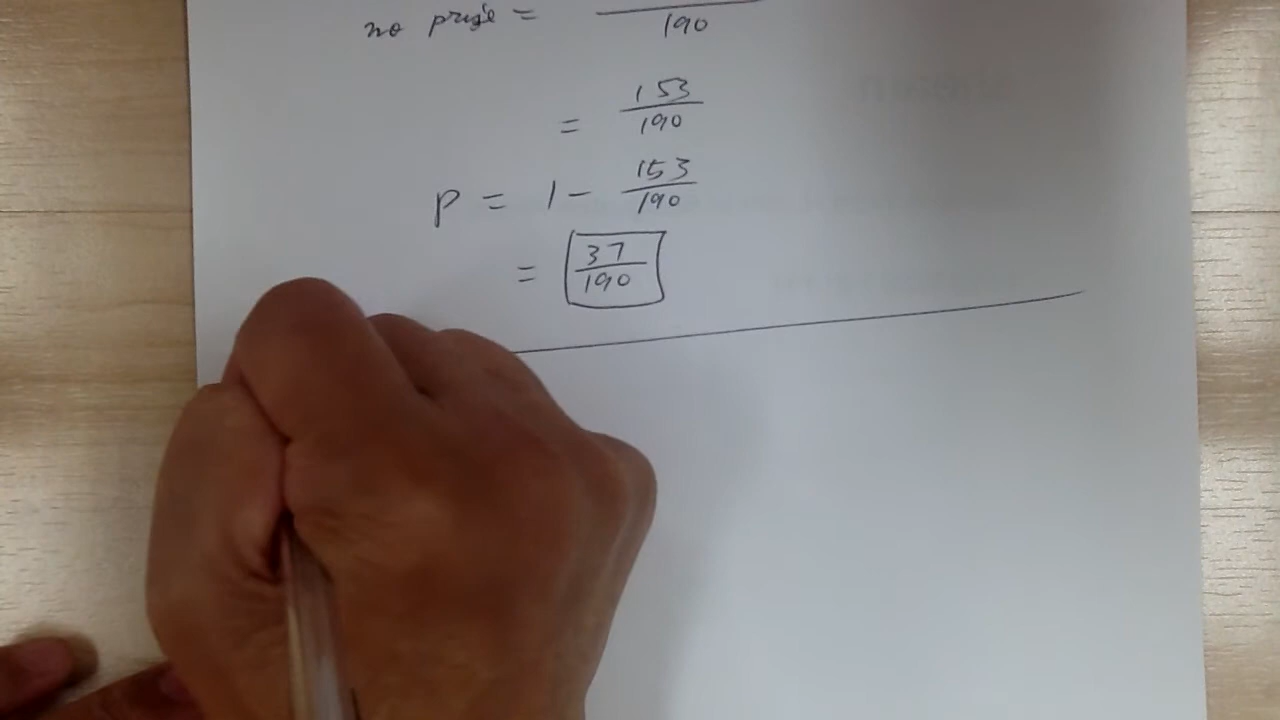 no prize = ─── / 190
= 153/190
P = 1 - 153/190
= 37/190